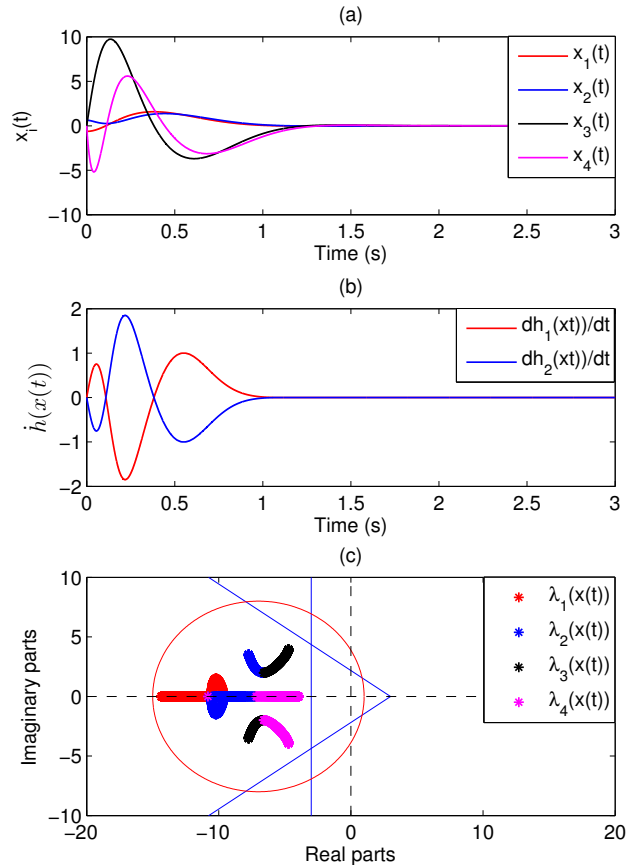 (a)
10
5
0
−5
−10
x_i(t)
x_1(t)
x_2(t)
x_3(t)
x_4(t)
0 0.5 1 1.5 2 2.5 3
Time (s)
(b)
2
1
0
−1
−2
ḣ(x(t))
dh_1(xt))/dt
dh_2(xt))/dt
0 0.5 1 1.5 2 2.5 3
Time (s)
(c)
10
5
0
−5
−10
Imaginary parts
λ_1(x(t))
λ_2(x(t))
λ_3(x(t))
λ_4(x(t))
−20 −10 0 10 20
Real parts